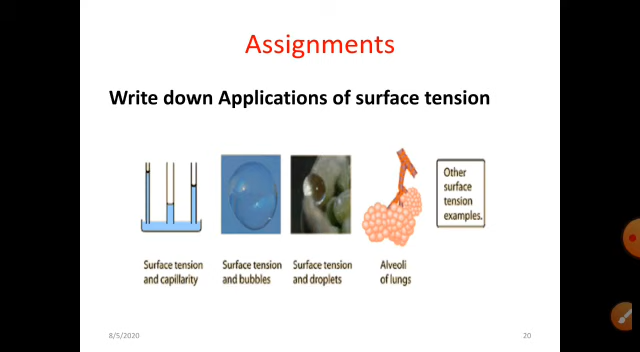 Assignments
Write down Applications of surface tension
Other
surface
tension
examples.
Surface tension
and capillarity
Surface tension
and bubbles
Surface tension
and droplets
Alveoli
of lungs
8/5/2020
20